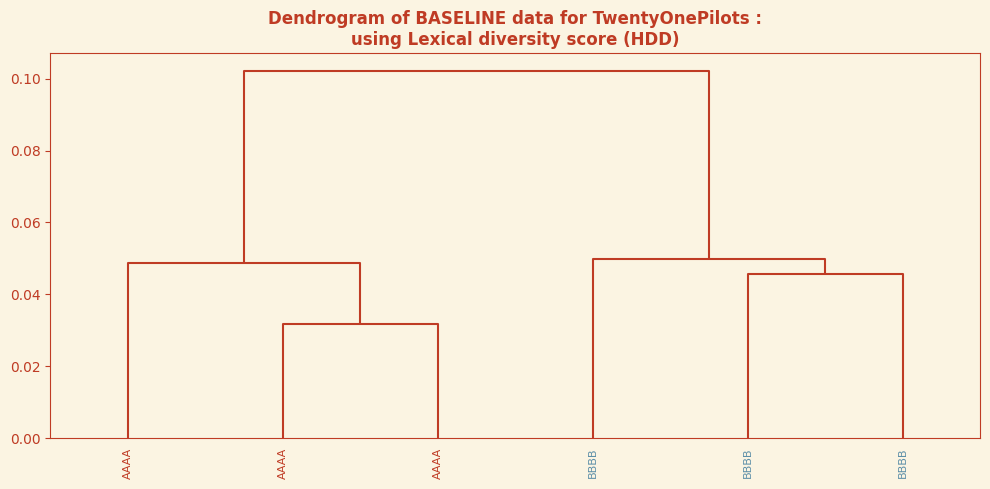 Dendrogram of BASELINE data for TwentyOnePilots :
using Lexical diversity score (HDD)
0.10
0.08
0.06
0.04
0.02
0.00
AAAA
AAAA
AAAA
BBBB
BBBB
BBBB